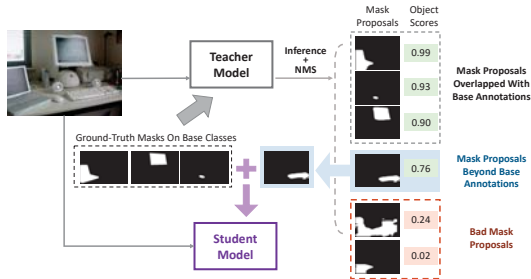 Mask
Proposals
Object
Scores
Teacher
Model
Inference
+
NMS
0.99
0.93
0.90
Mask Proposals
Overlapped With
Base Annotations
Ground-Truth Masks On Base Classes
0.76
Mask Proposals
Beyond Base
Annotations
Student
Model
0.24
0.02
Bad Mask
Proposals